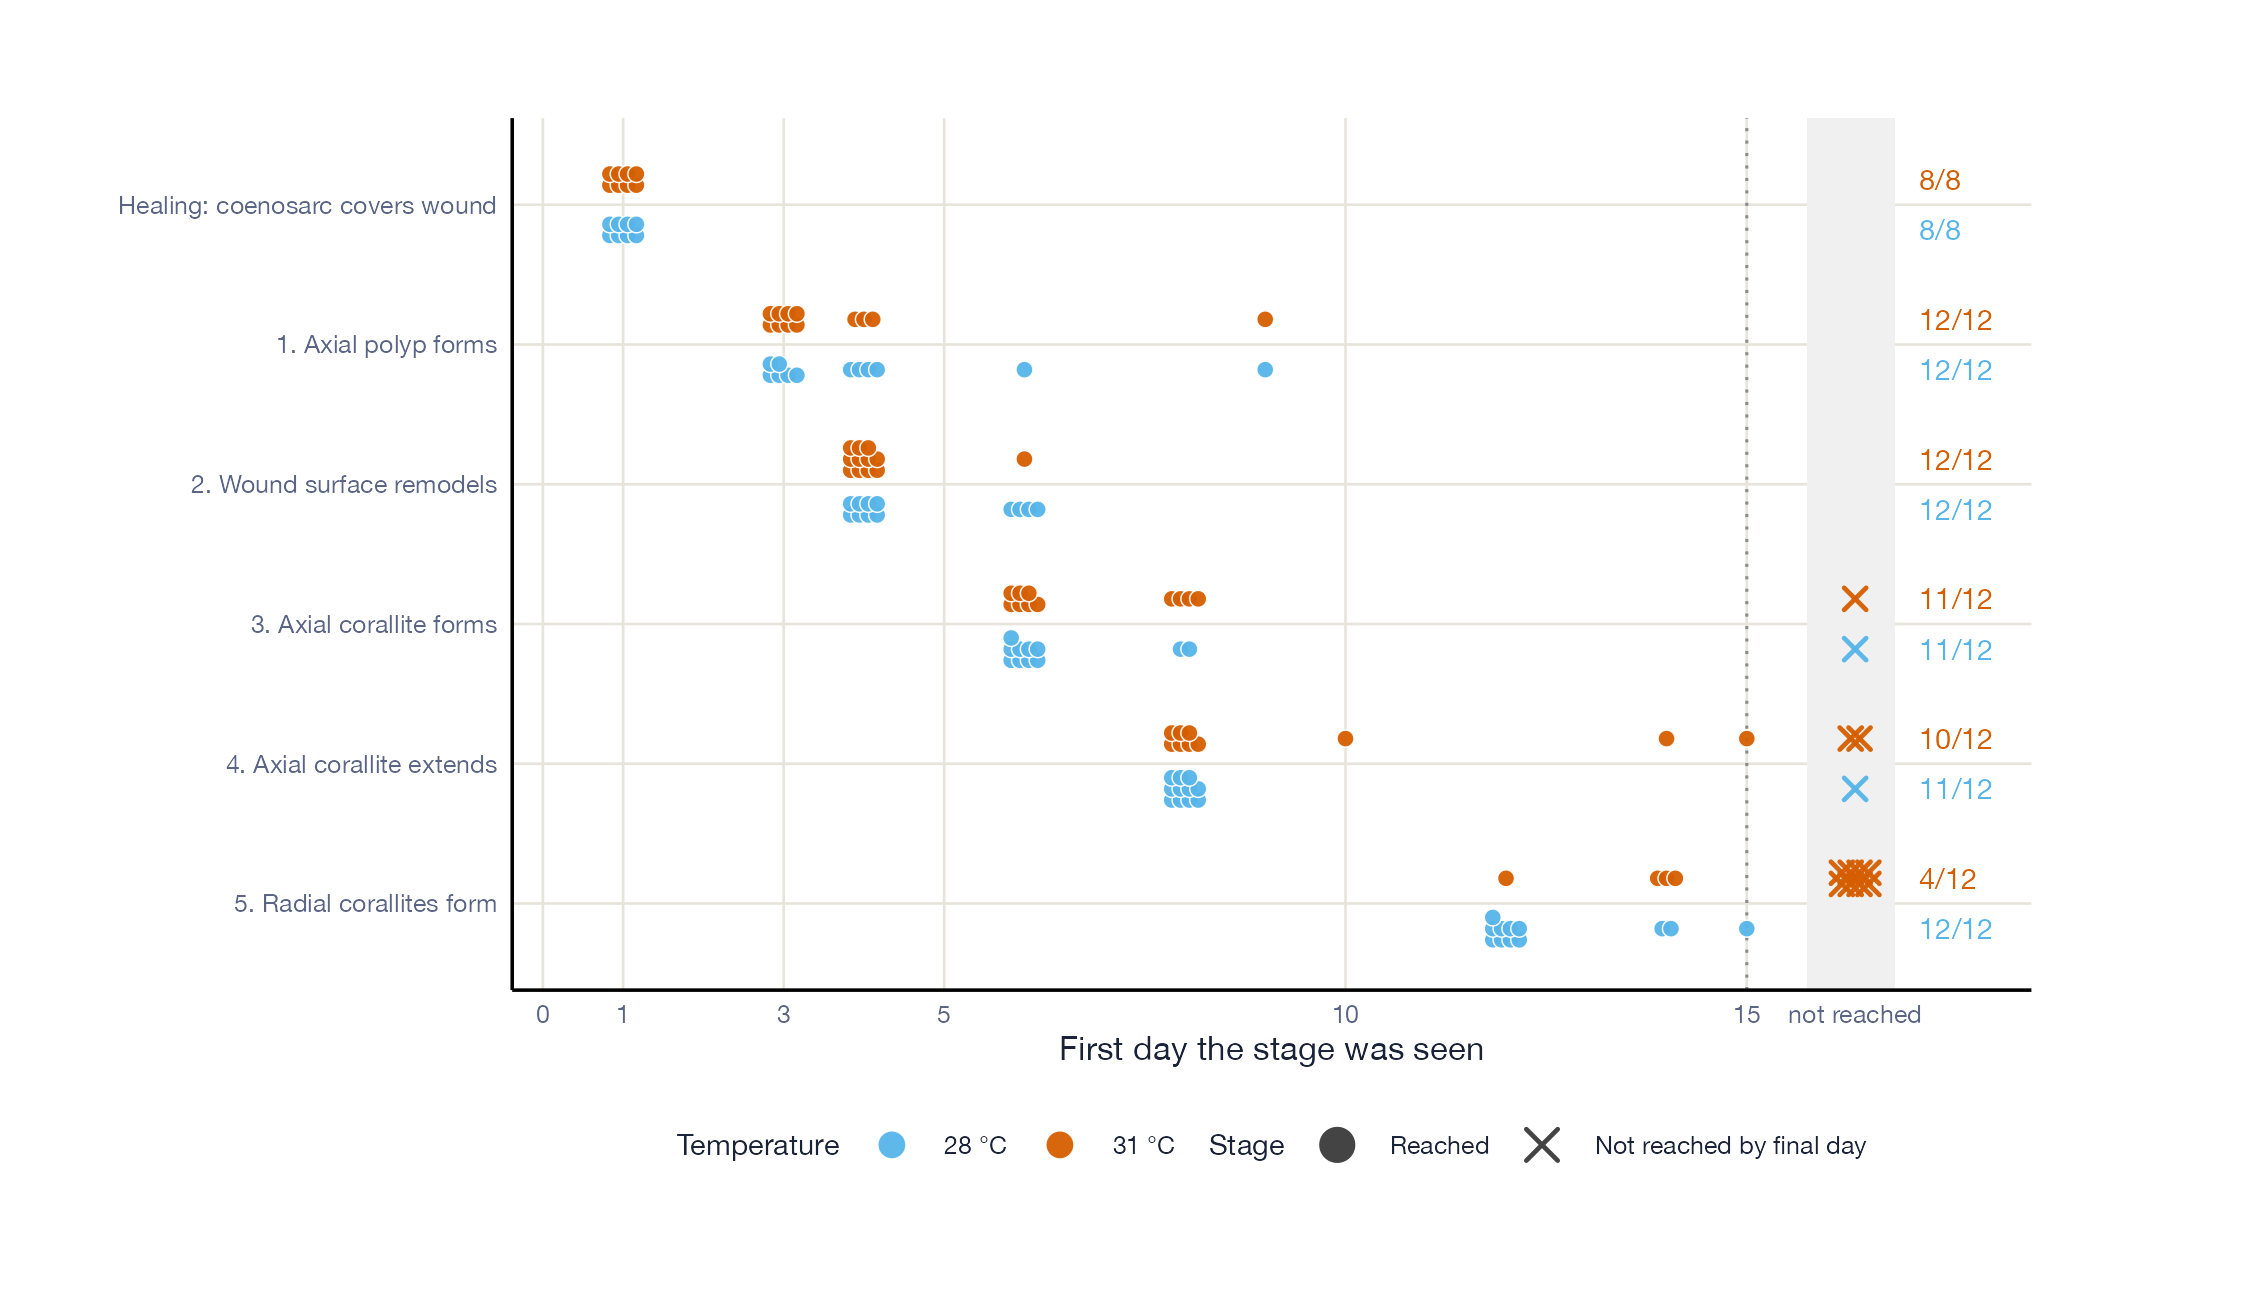 Healing: coenosarc covers wound
8/8
8/8
1. Axial polyp forms
12/12
12/12
2. Wound surface remodels
12/12
12/12
3. Axial corallite forms
11/12
11/12
4. Axial corallite extends
10/12
11/12
5. Radial corallites form
4/12
12/12
0 1 3 5 10 15 not reached
First day the stage was seen
Temperature 28 °C 31 °C Stage Reached Not reached by final day